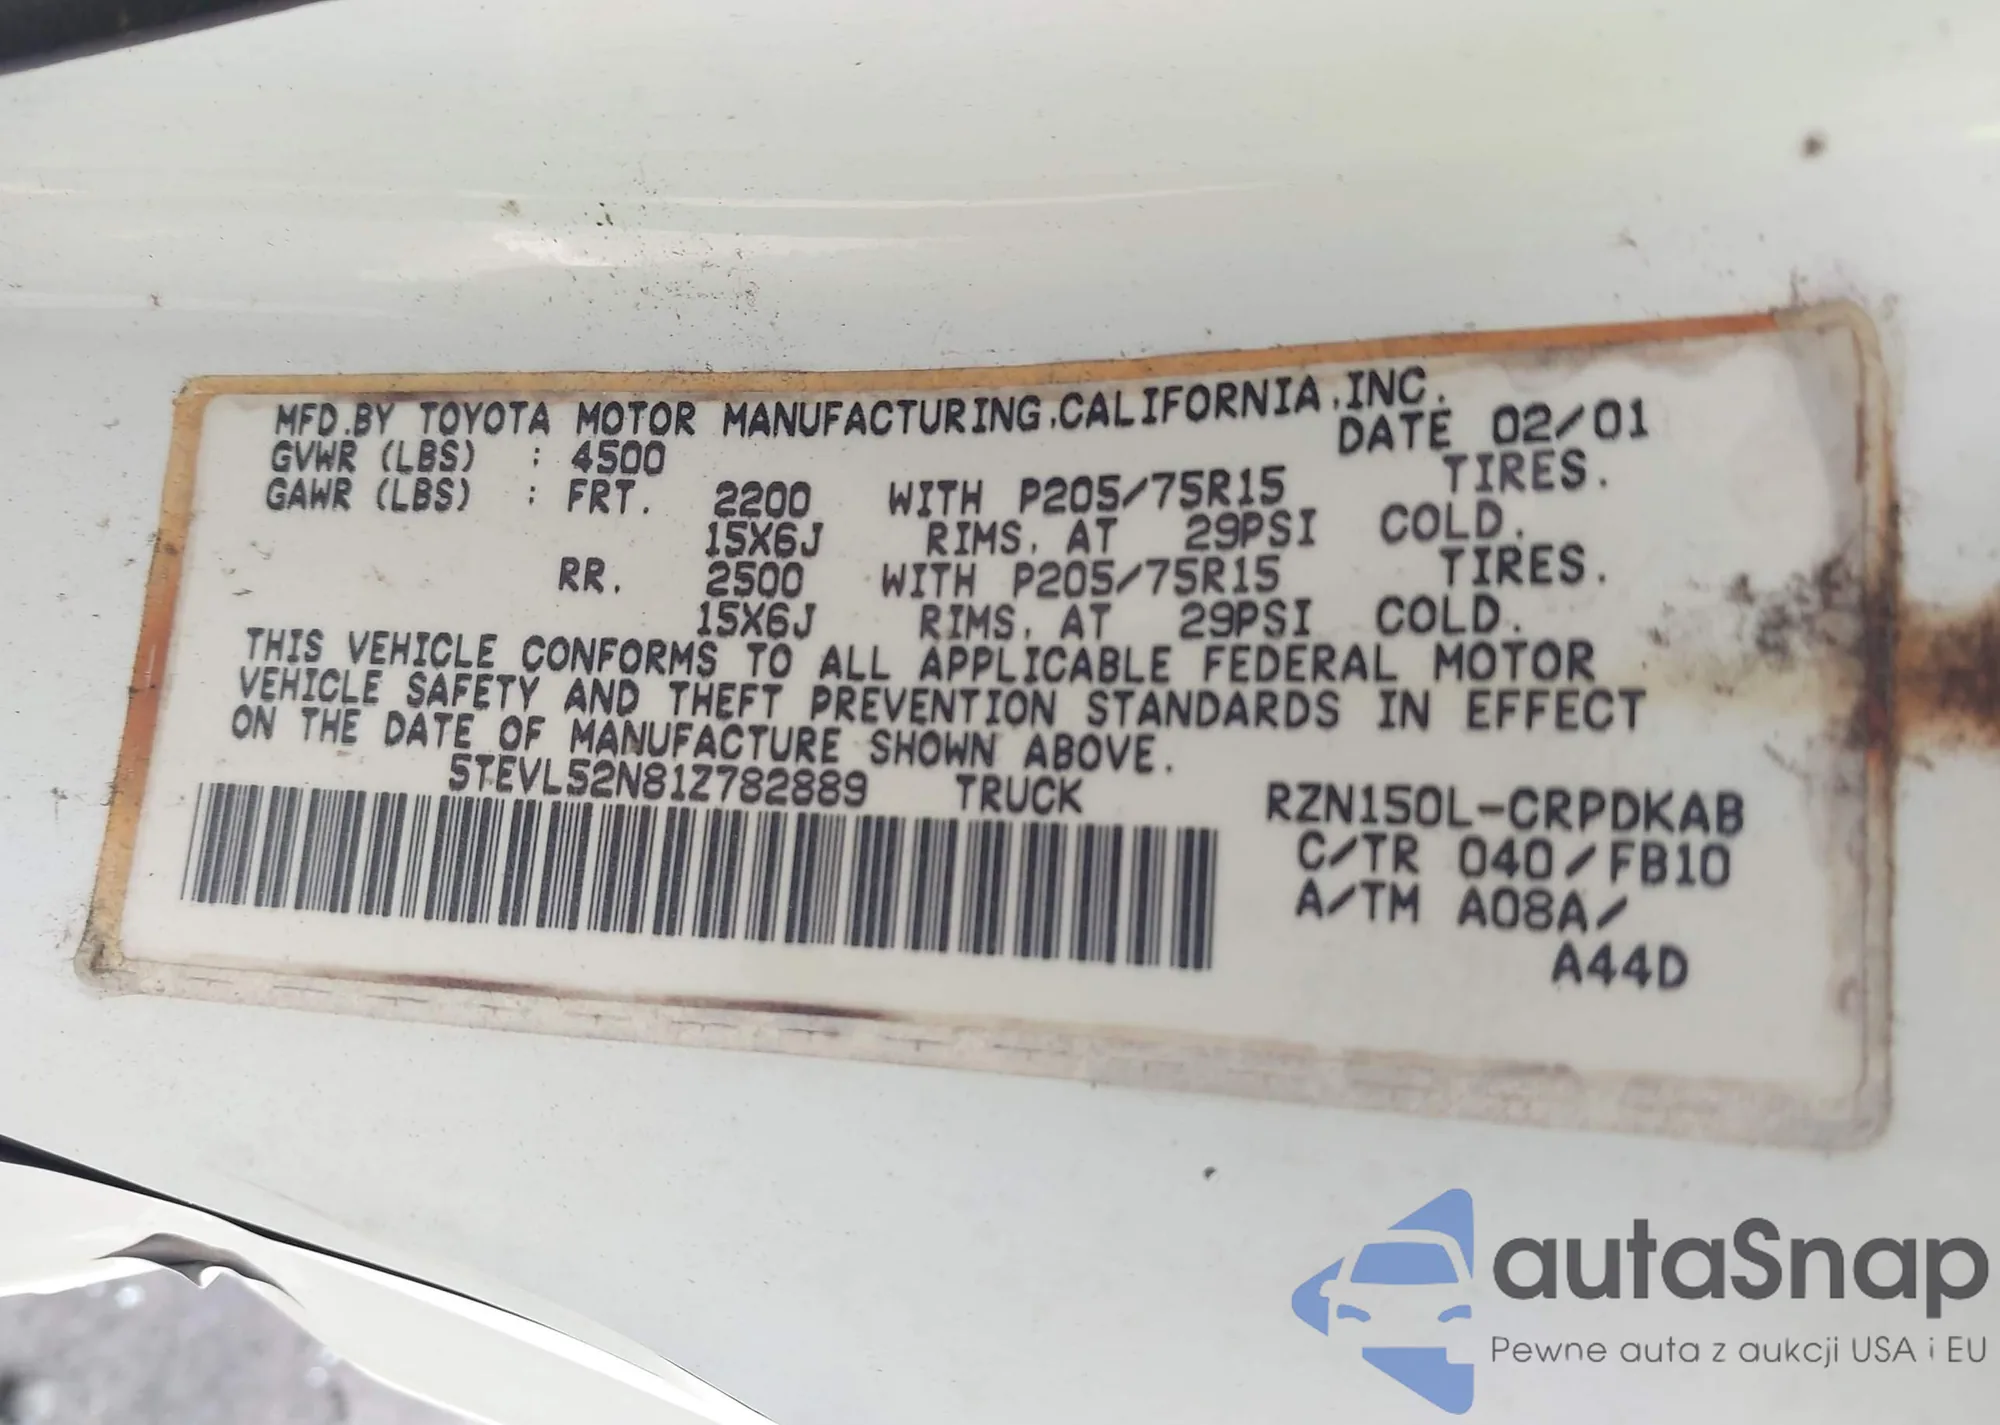 MFD.BY TOYOTA MOTOR MANUFACTURING,CALIFORNIA,INC.
DATE 02/01
GVWR (LBS) : 4500
GAWR (LBS) : FRT. 2200 WITH P205/75R15 TIRES.
15X6J RIMS, AT 29PSI COLD.
RR. 2500 WITH P205/75R15 TIRES.
15X6J RIMS, AT 29PSI COLD.
THIS VEHICLE CONFORMS TO ALL APPLICABLE FEDERAL MOTOR
VEHICLE SAFETY AND THEFT PREVENTION STANDARDS IN EFFECT
ON THE DATE OF MANUFACTURE SHOWN ABOVE.
5TEVL52N81Z782889 TRUCK
RZN150L-CRPDKAB
C/TR 040/FB10
A/TM A08A/
A44D
autaSnap
Pewne auta z aukcji USA i EU